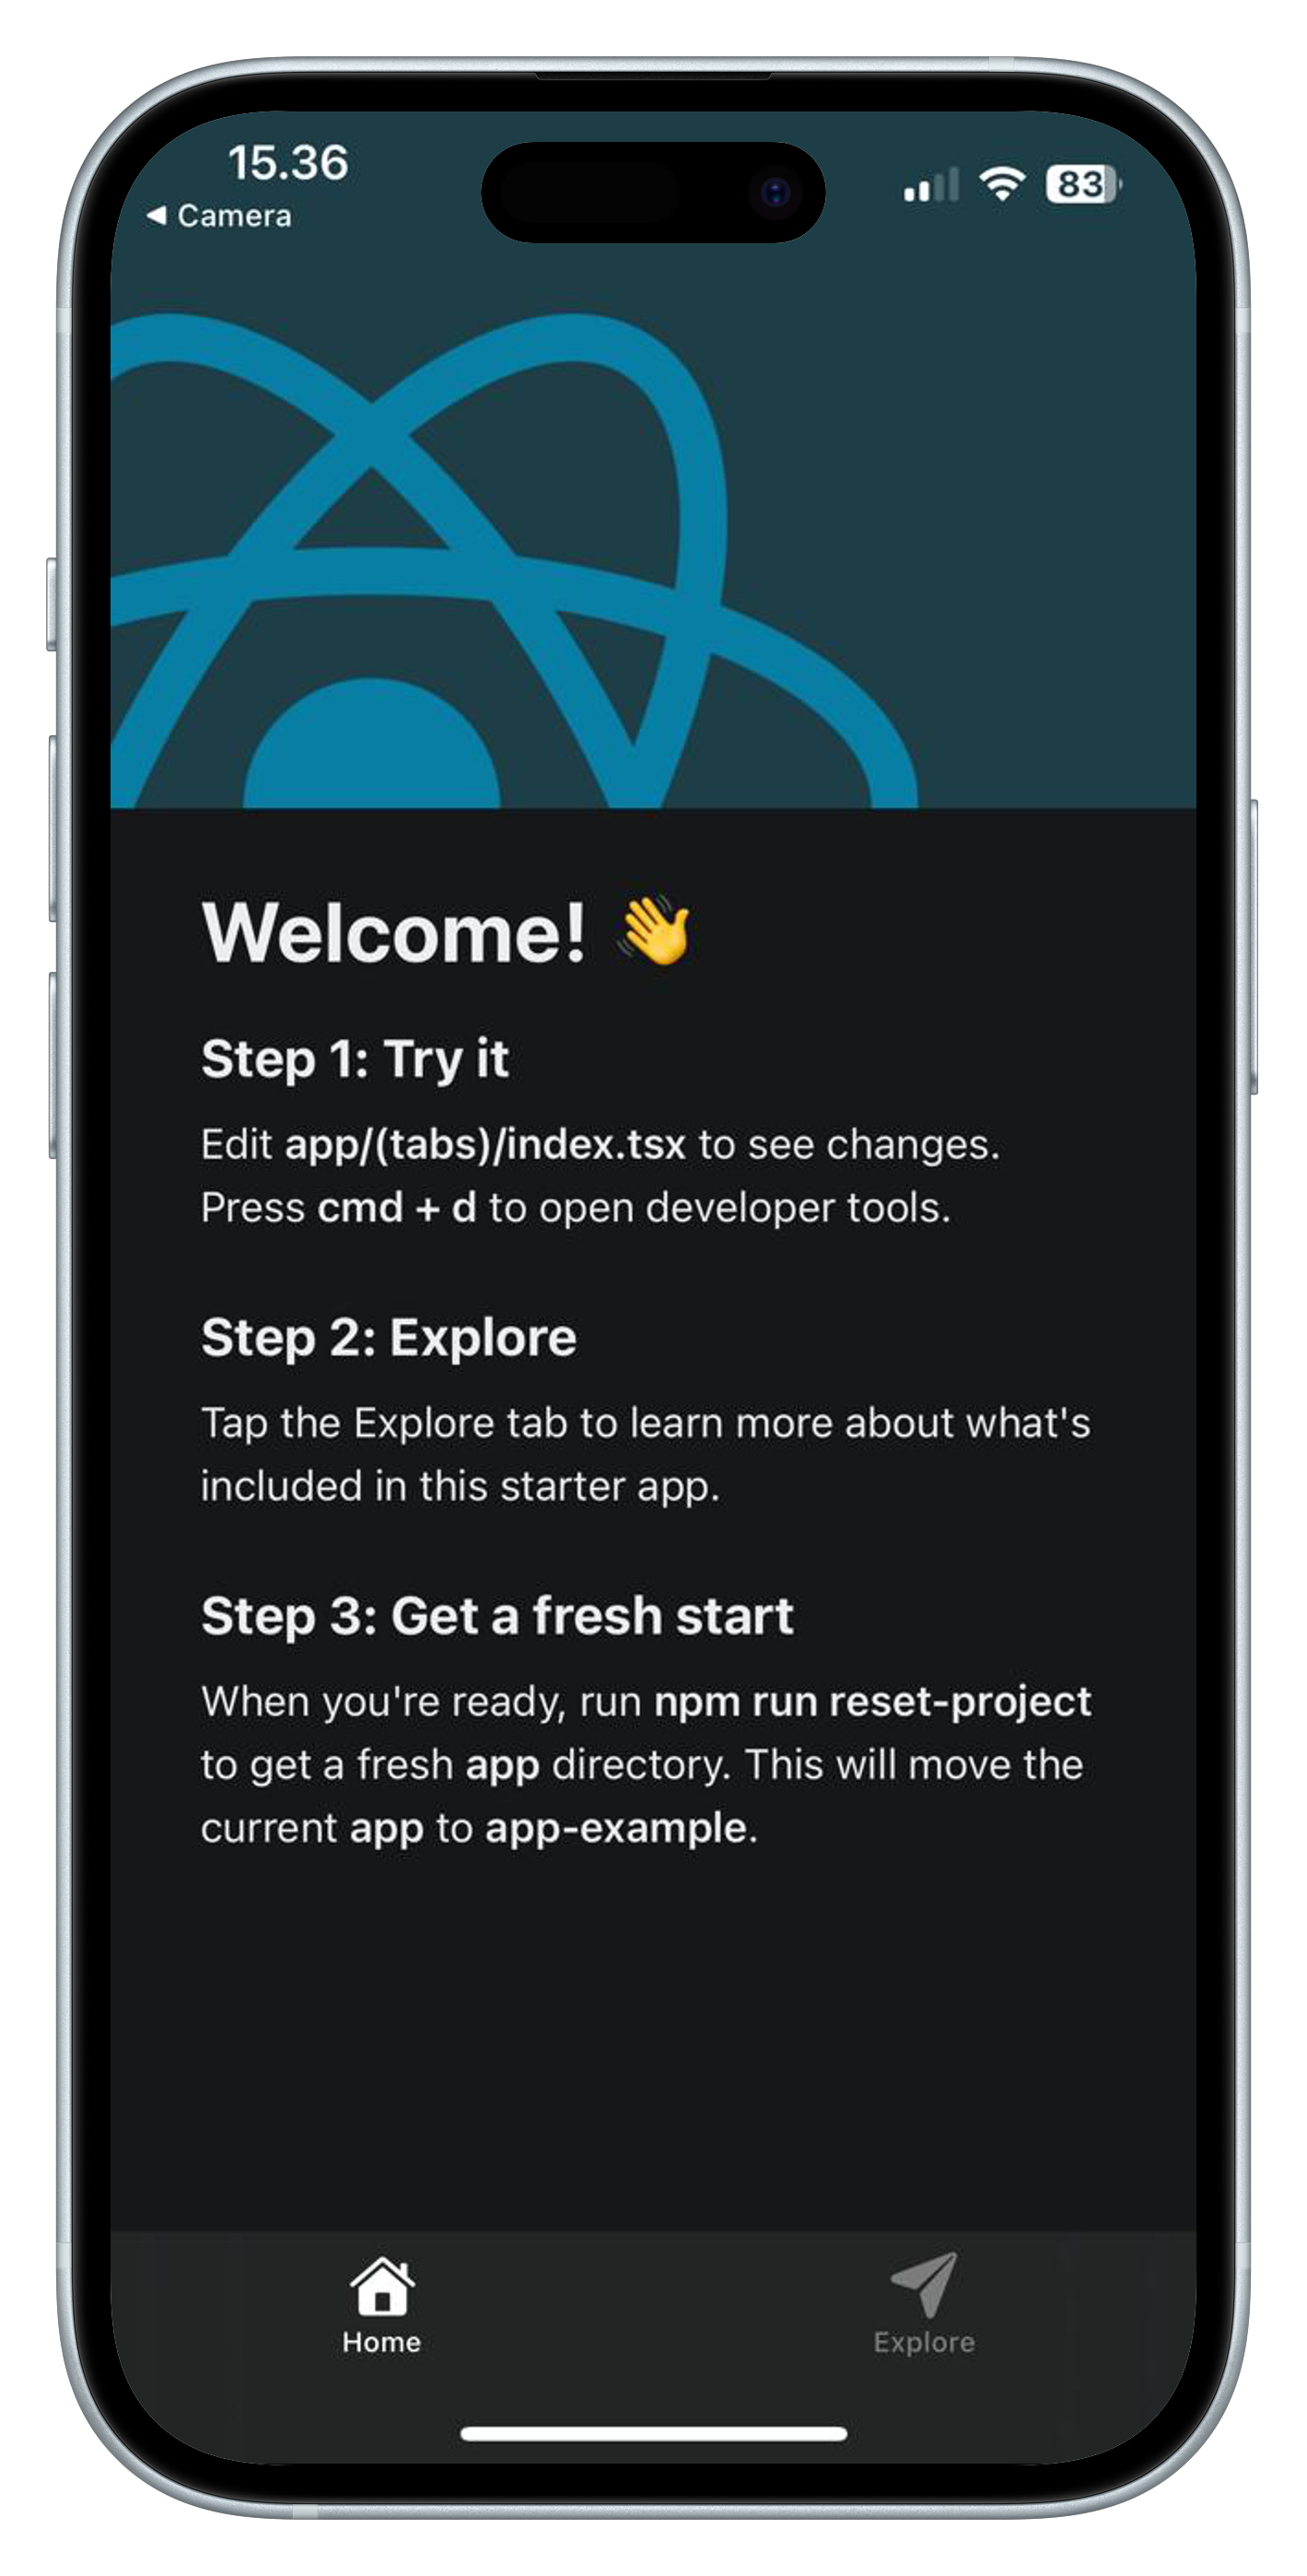 15.36
◀ Camera
83
Welcome! 👋
Step 1: Try it
Edit app/(tabs)/index.tsx to see changes.
Press cmd + d to open developer tools.
Step 2: Explore
Tap the Explore tab to learn more about what's
included in this starter app.
Step 3: Get a fresh start
When you're ready, run npm run reset-project
to get a fresh app directory. This will move the
current app to app-example.
Home
Explore